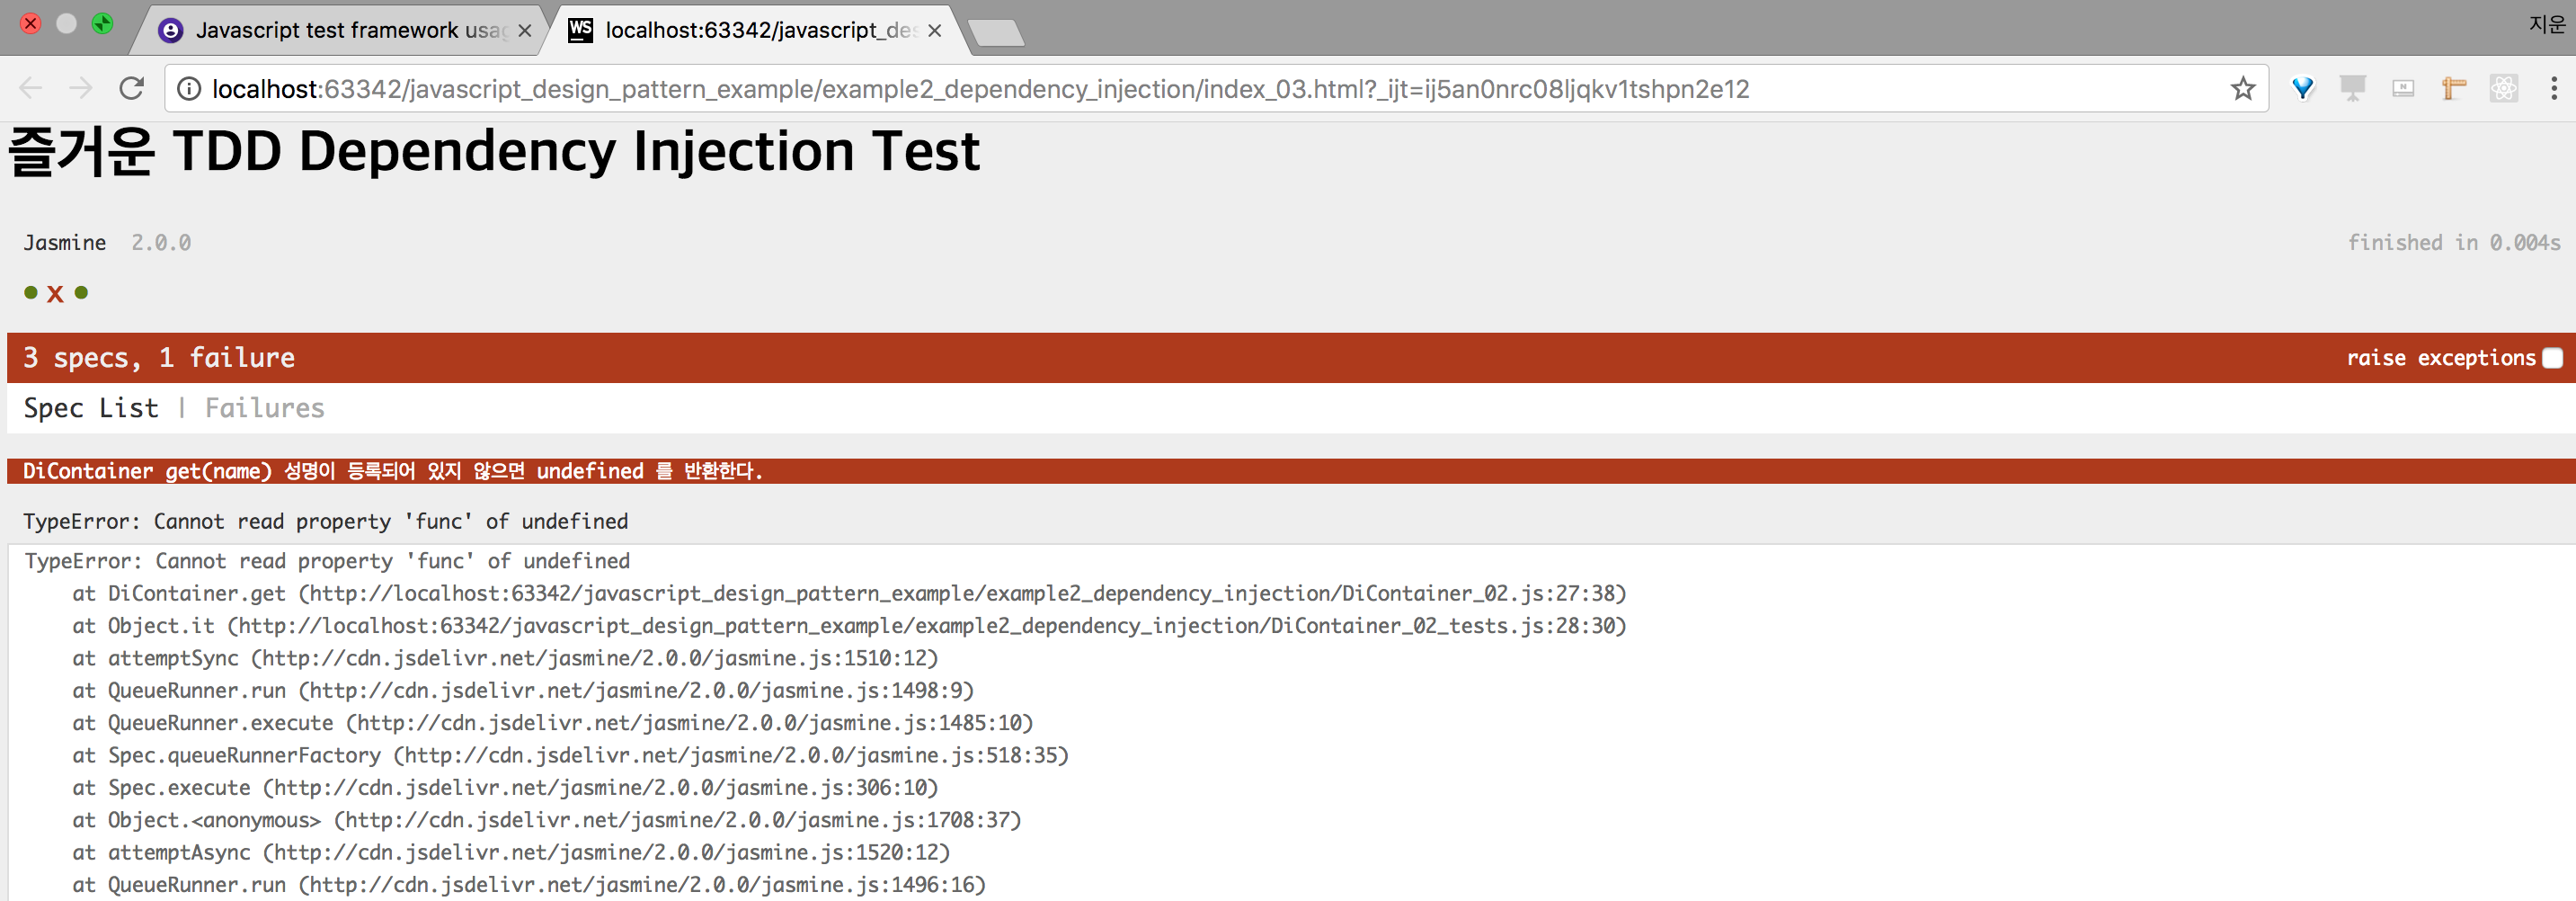 Javascript test framework usag
localhost:63342/javascript_des
지운
localhost:63342/javascript_design_pattern_example/example2_dependency_injection/index_03.html?_ijt=ij5an0nrc08ljqkv1tshpn2e12
즐거운 TDD Dependency Injection Test
Jasmine 2.0.0
finished in 0.004s
• x •
3 specs, 1 failure
raise exceptions
Spec List | Failures
DiContainer get(name) 성명이 등록되어 있지 않으면 undefined 를 반환한다.
TypeError: Cannot read property 'func' of undefined
TypeError: Cannot read property 'func' of undefined
at DiContainer.get (http://localhost:63342/javascript_design_pattern_example/example2_dependency_injection/DiContainer_02.js:27:38)
at Object.it (http://localhost:63342/javascript_design_pattern_example/example2_dependency_injection/DiContainer_02_tests.js:28:30)
at attemptSync (http://cdn.jsdelivr.net/jasmine/2.0.0/jasmine.js:1510:12)
at QueueRunner.run (http://cdn.jsdelivr.net/jasmine/2.0.0/jasmine.js:1498:9)
at QueueRunner.execute (http://cdn.jsdelivr.net/jasmine/2.0.0/jasmine.js:1485:10)
at Spec.queueRunnerFactory (http://cdn.jsdelivr.net/jasmine/2.0.0/jasmine.js:518:35)
at Spec.execute (http://cdn.jsdelivr.net/jasmine/2.0.0/jasmine.js:306:10)
at Object.<anonymous> (http://cdn.jsdelivr.net/jasmine/2.0.0/jasmine.js:1708:37)
at attemptAsync (http://cdn.jsdelivr.net/jasmine/2.0.0/jasmine.js:1520:12)
at QueueRunner.run (http://cdn.jsdelivr.net/jasmine/2.0.0/jasmine.js:1496:16)